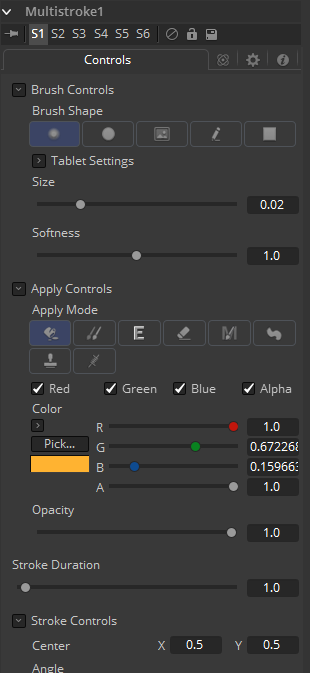 Multistroke1
S1 S2 S3 S4 S5 S6
Controls
Brush Controls
Brush Shape
Tablet Settings
Size
0.02
Softness
1.0
Apply Controls
Apply Mode
E
Red Green Blue Alpha
Color
R 1.0
Pick...
G 0.672268
B 0.159663
A 1.0
Opacity
1.0
Stroke Duration
1.0
Stroke Controls
Center X 0.5 Y 0.5
Angle